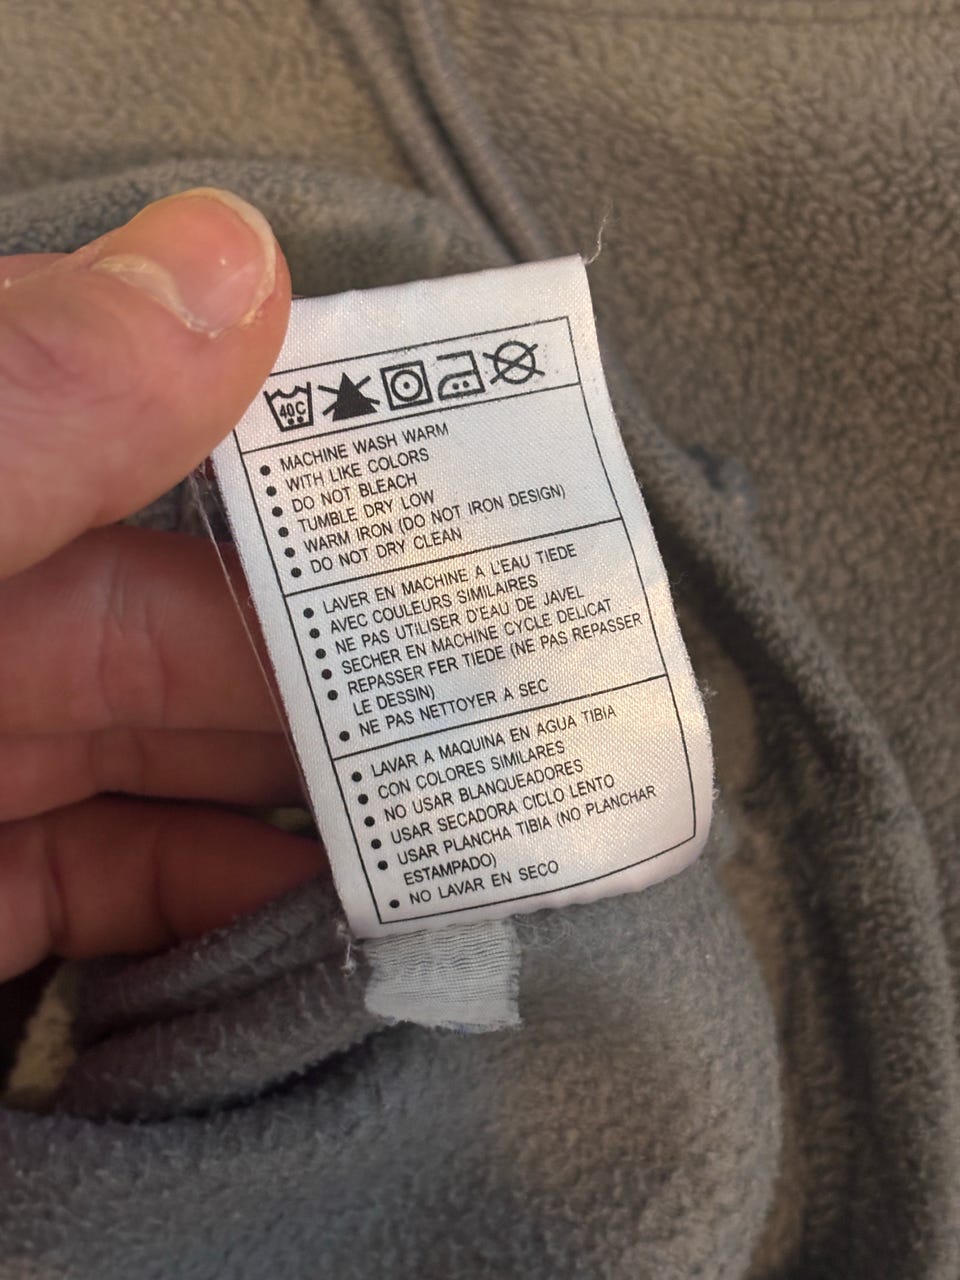 40C
● MACHINE WASH WARM
● WITH LIKE COLORS
● DO NOT BLEACH
● TUMBLE DRY LOW
● WARM IRON (DO NOT IRON DESIGN)
● DO NOT DRY CLEAN
● LAVER EN MACHINE A L'EAU TIEDE
● AVEC COULEURS SIMILAIRES
● NE PAS UTILISER D'EAU DE JAVEL
● SECHER EN MACHINE CYCLE DELICAT
● REPASSER FER TIEDE (NE PAS REPASSER
LE DESSIN)
● NE PAS NETTOYER A SEC
● LAVAR A MAQUINA EN AGUA TIBIA
● CON COLORES SIMILARES
● NO USAR BLANQUEADORES
● USAR SECADORA CICLO LENTO
● USAR PLANCHA TIBIA (NO PLANCHAR
ESTAMPADO)
● NO LAVAR EN SECO